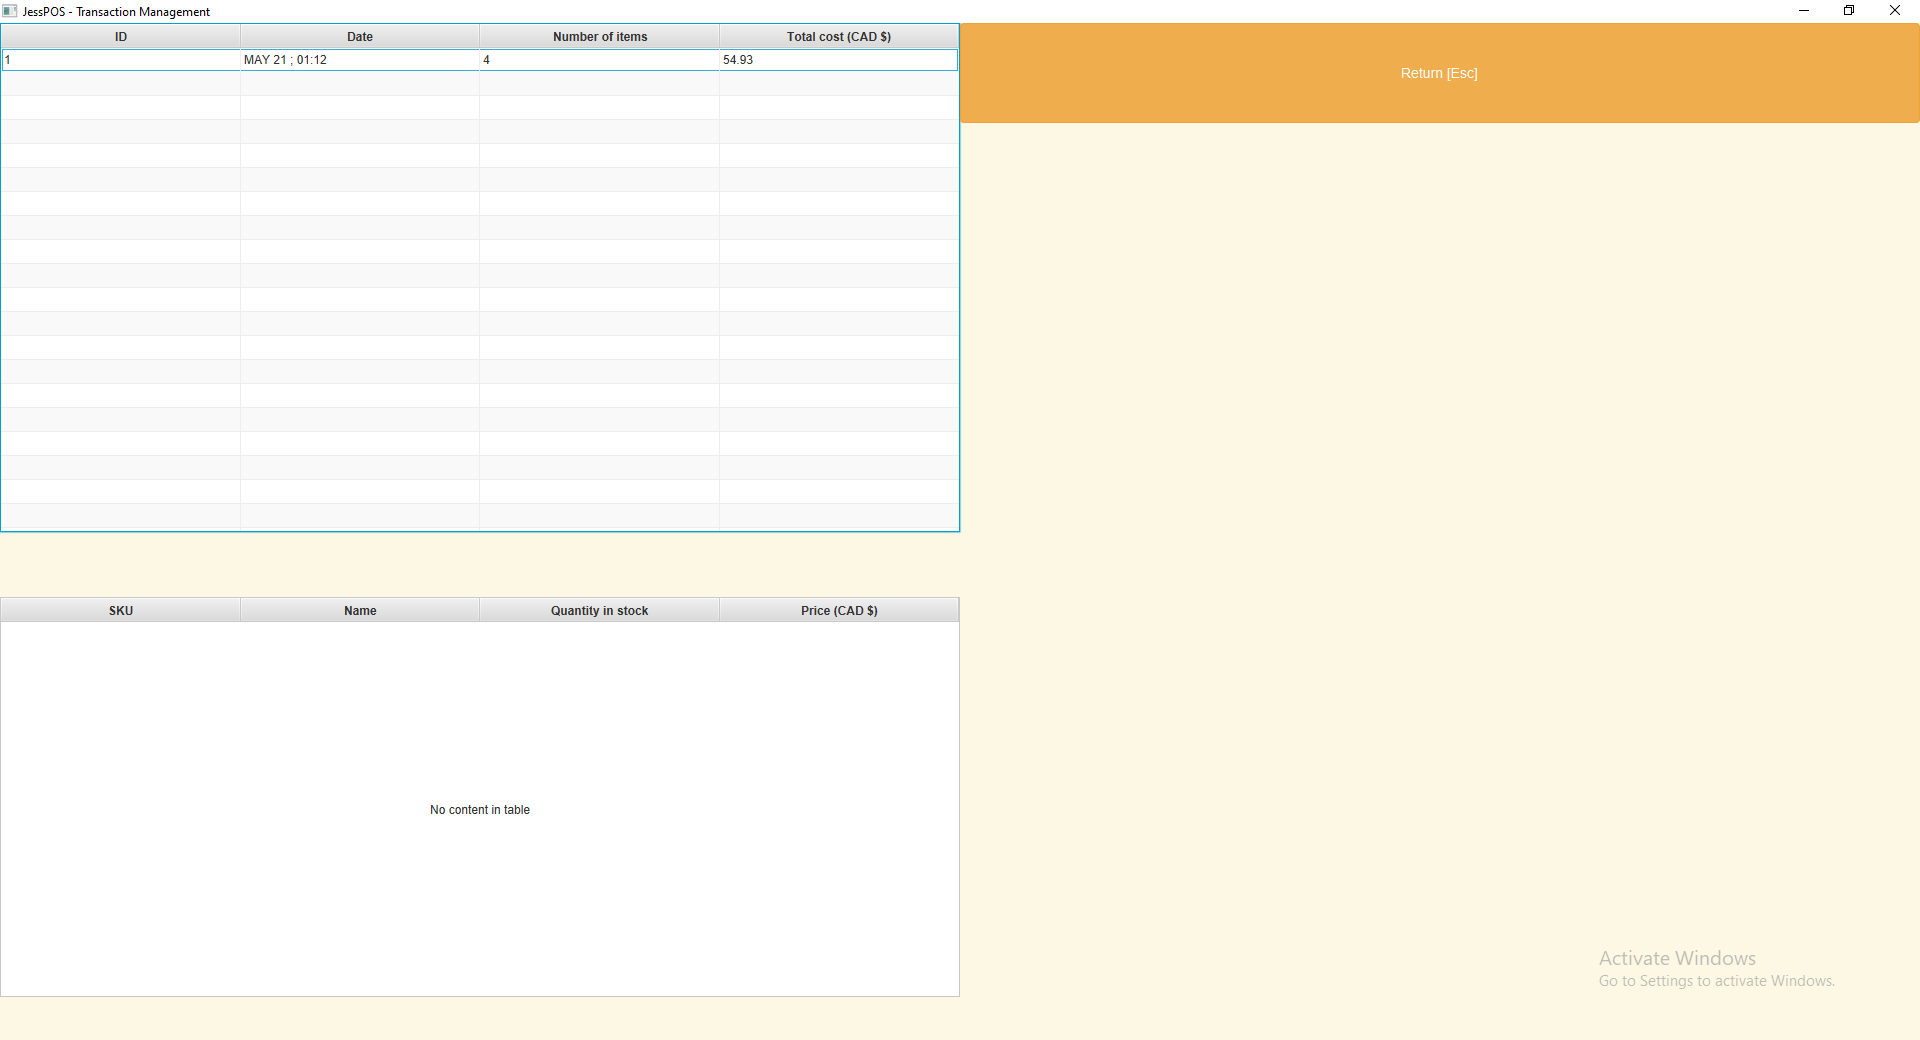 JessPOS - Transaction Management
ID Date Number of items Total cost (CAD $)
1 MAY 21 ; 01:12 4 54.93
Return [Esc]
SKU Name Quantity in stock Price (CAD $)
No content in table
Activate Windows
Go to Settings to activate Windows.